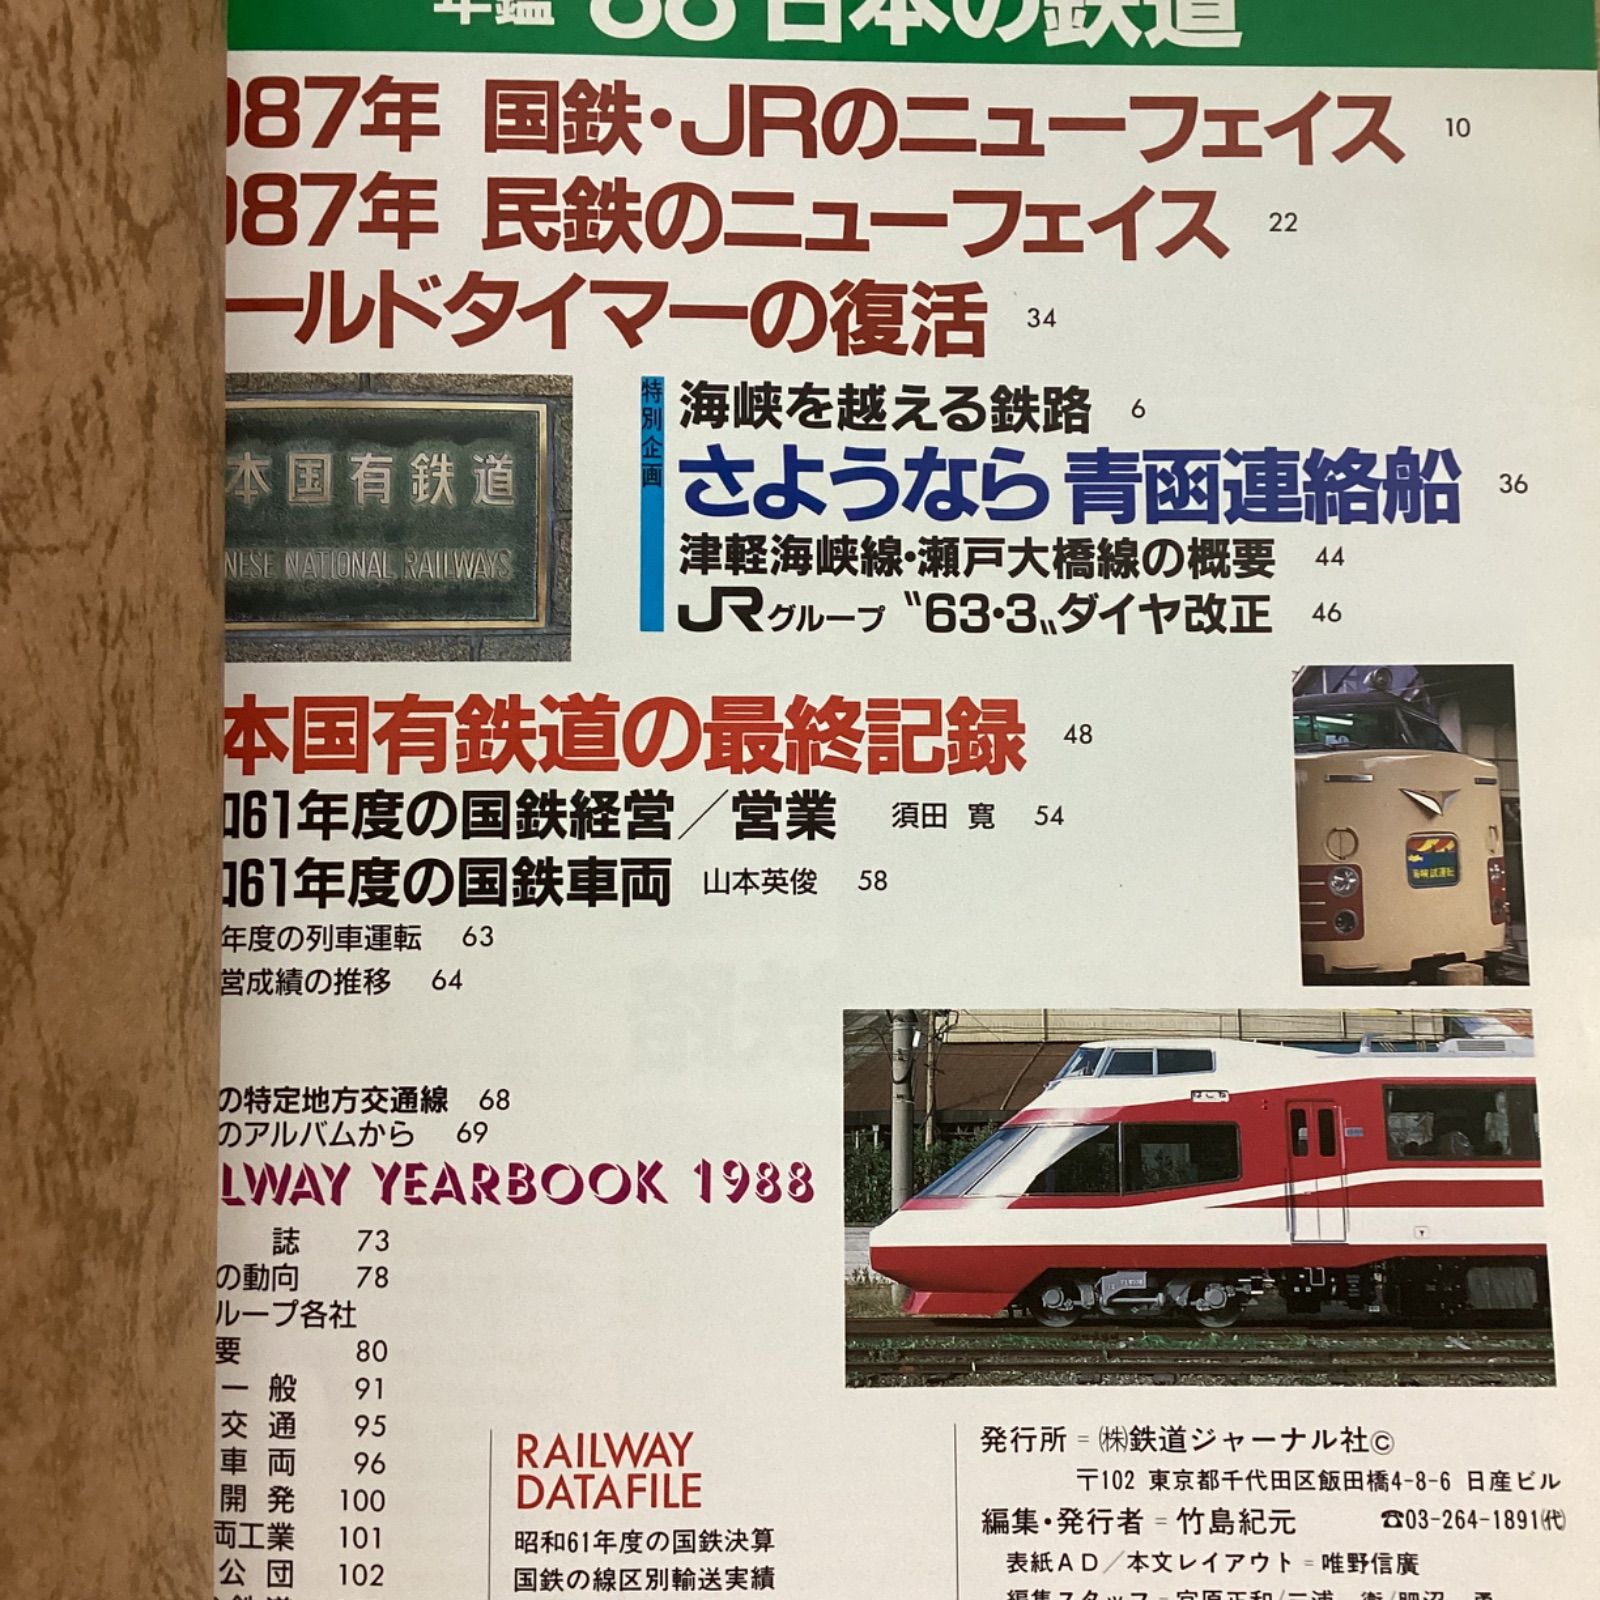 年鑑 '88 日本の鉄道
987年 国鉄・JRのニューフェイス 10
987年 民鉄のニューフェイス 22
ールドタイマーの復活 34
本国有鉄道
NESE NATIONAL RAILWAYS
特別企画
海峡を越える鉄路 6
さようなら 青函連絡船 36
津軽海峡線・瀬戸大橋線の概要 44
JRグループ〝63・3〟ダイヤ改正 46
本国有鉄道の最終記録 48
61年度の国鉄経営／営業 須田 寛 54
61年度の国鉄車両 山本英俊 58
年度の列車運転 63
営成績の推移 64
海峡試運転
の特定地方交通線 68
のアルバムから 69
LWAY YEARBOOK 1988
はこね
誌 73
の動向 78
ループ各社
要 80
一般 91
交通 95
車両 96
開発 100
両工業 101
公団 102
RAILWAY
DATAFILE
昭和61年度の国鉄決算
国鉄の線区別輸送実績
発行所＝㈱鉄道ジャーナル社©
〒102 東京都千代田区飯田橋4-8-6 日産ビル
編集・発行者＝竹島紀元 ☎03-264-1891㈹
表紙AD／本文レイアウト＝唯野信廣